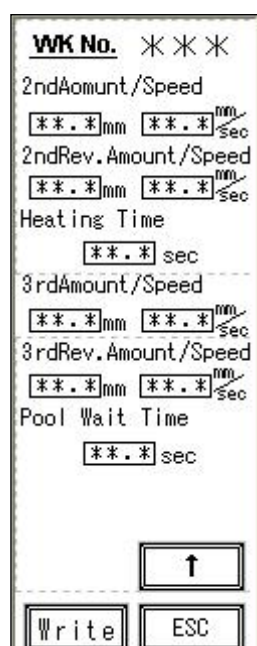 WK No. ***
2ndAomunt/Speed
**.*mm **.*mm/sec
2ndRev.Amount/Speed
**.*mm **.*mm/sec
Heating Time
**.* sec
3rdAmount/Speed
**.*mm **.*mm/sec
3rdRev.Amount/Speed
**.*mm **.*mm/sec
Pool Wait Time
**.* sec
↑
Write ESC